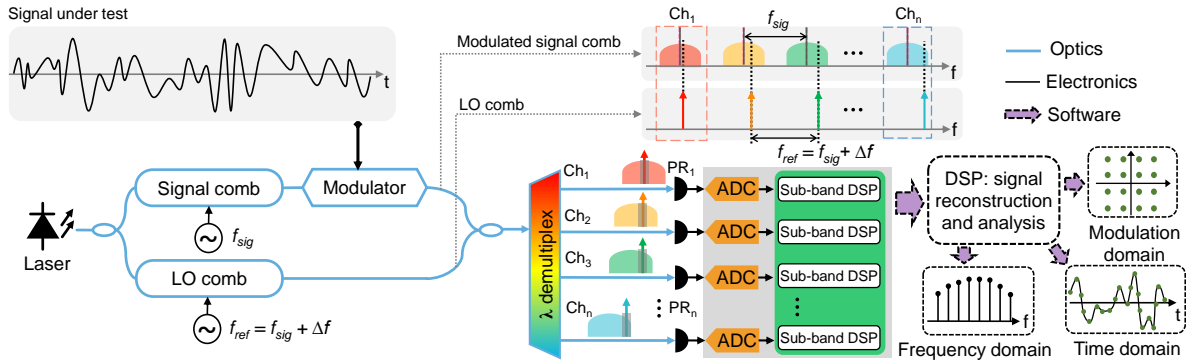 Signal under test
t
Modulated signal comb
LO comb
Ch1
fsig
Chn
...
f
...
f
fref = fsig + Δf
Optics
Electronics
Software
Laser
Signal comb
fsig
Modulator
LO comb
fref = fsig + Δf
λ demultiplex
Ch1
PR1
ADC
Sub-band DSP
Ch2
ADC
Sub-band DSP
Ch3
ADC
Sub-band DSP
Chn
PRn
ADC
Sub-band DSP
DSP: signal
reconstruction
and analysis
Modulation
domain
f
Frequency domain
t
Time domain